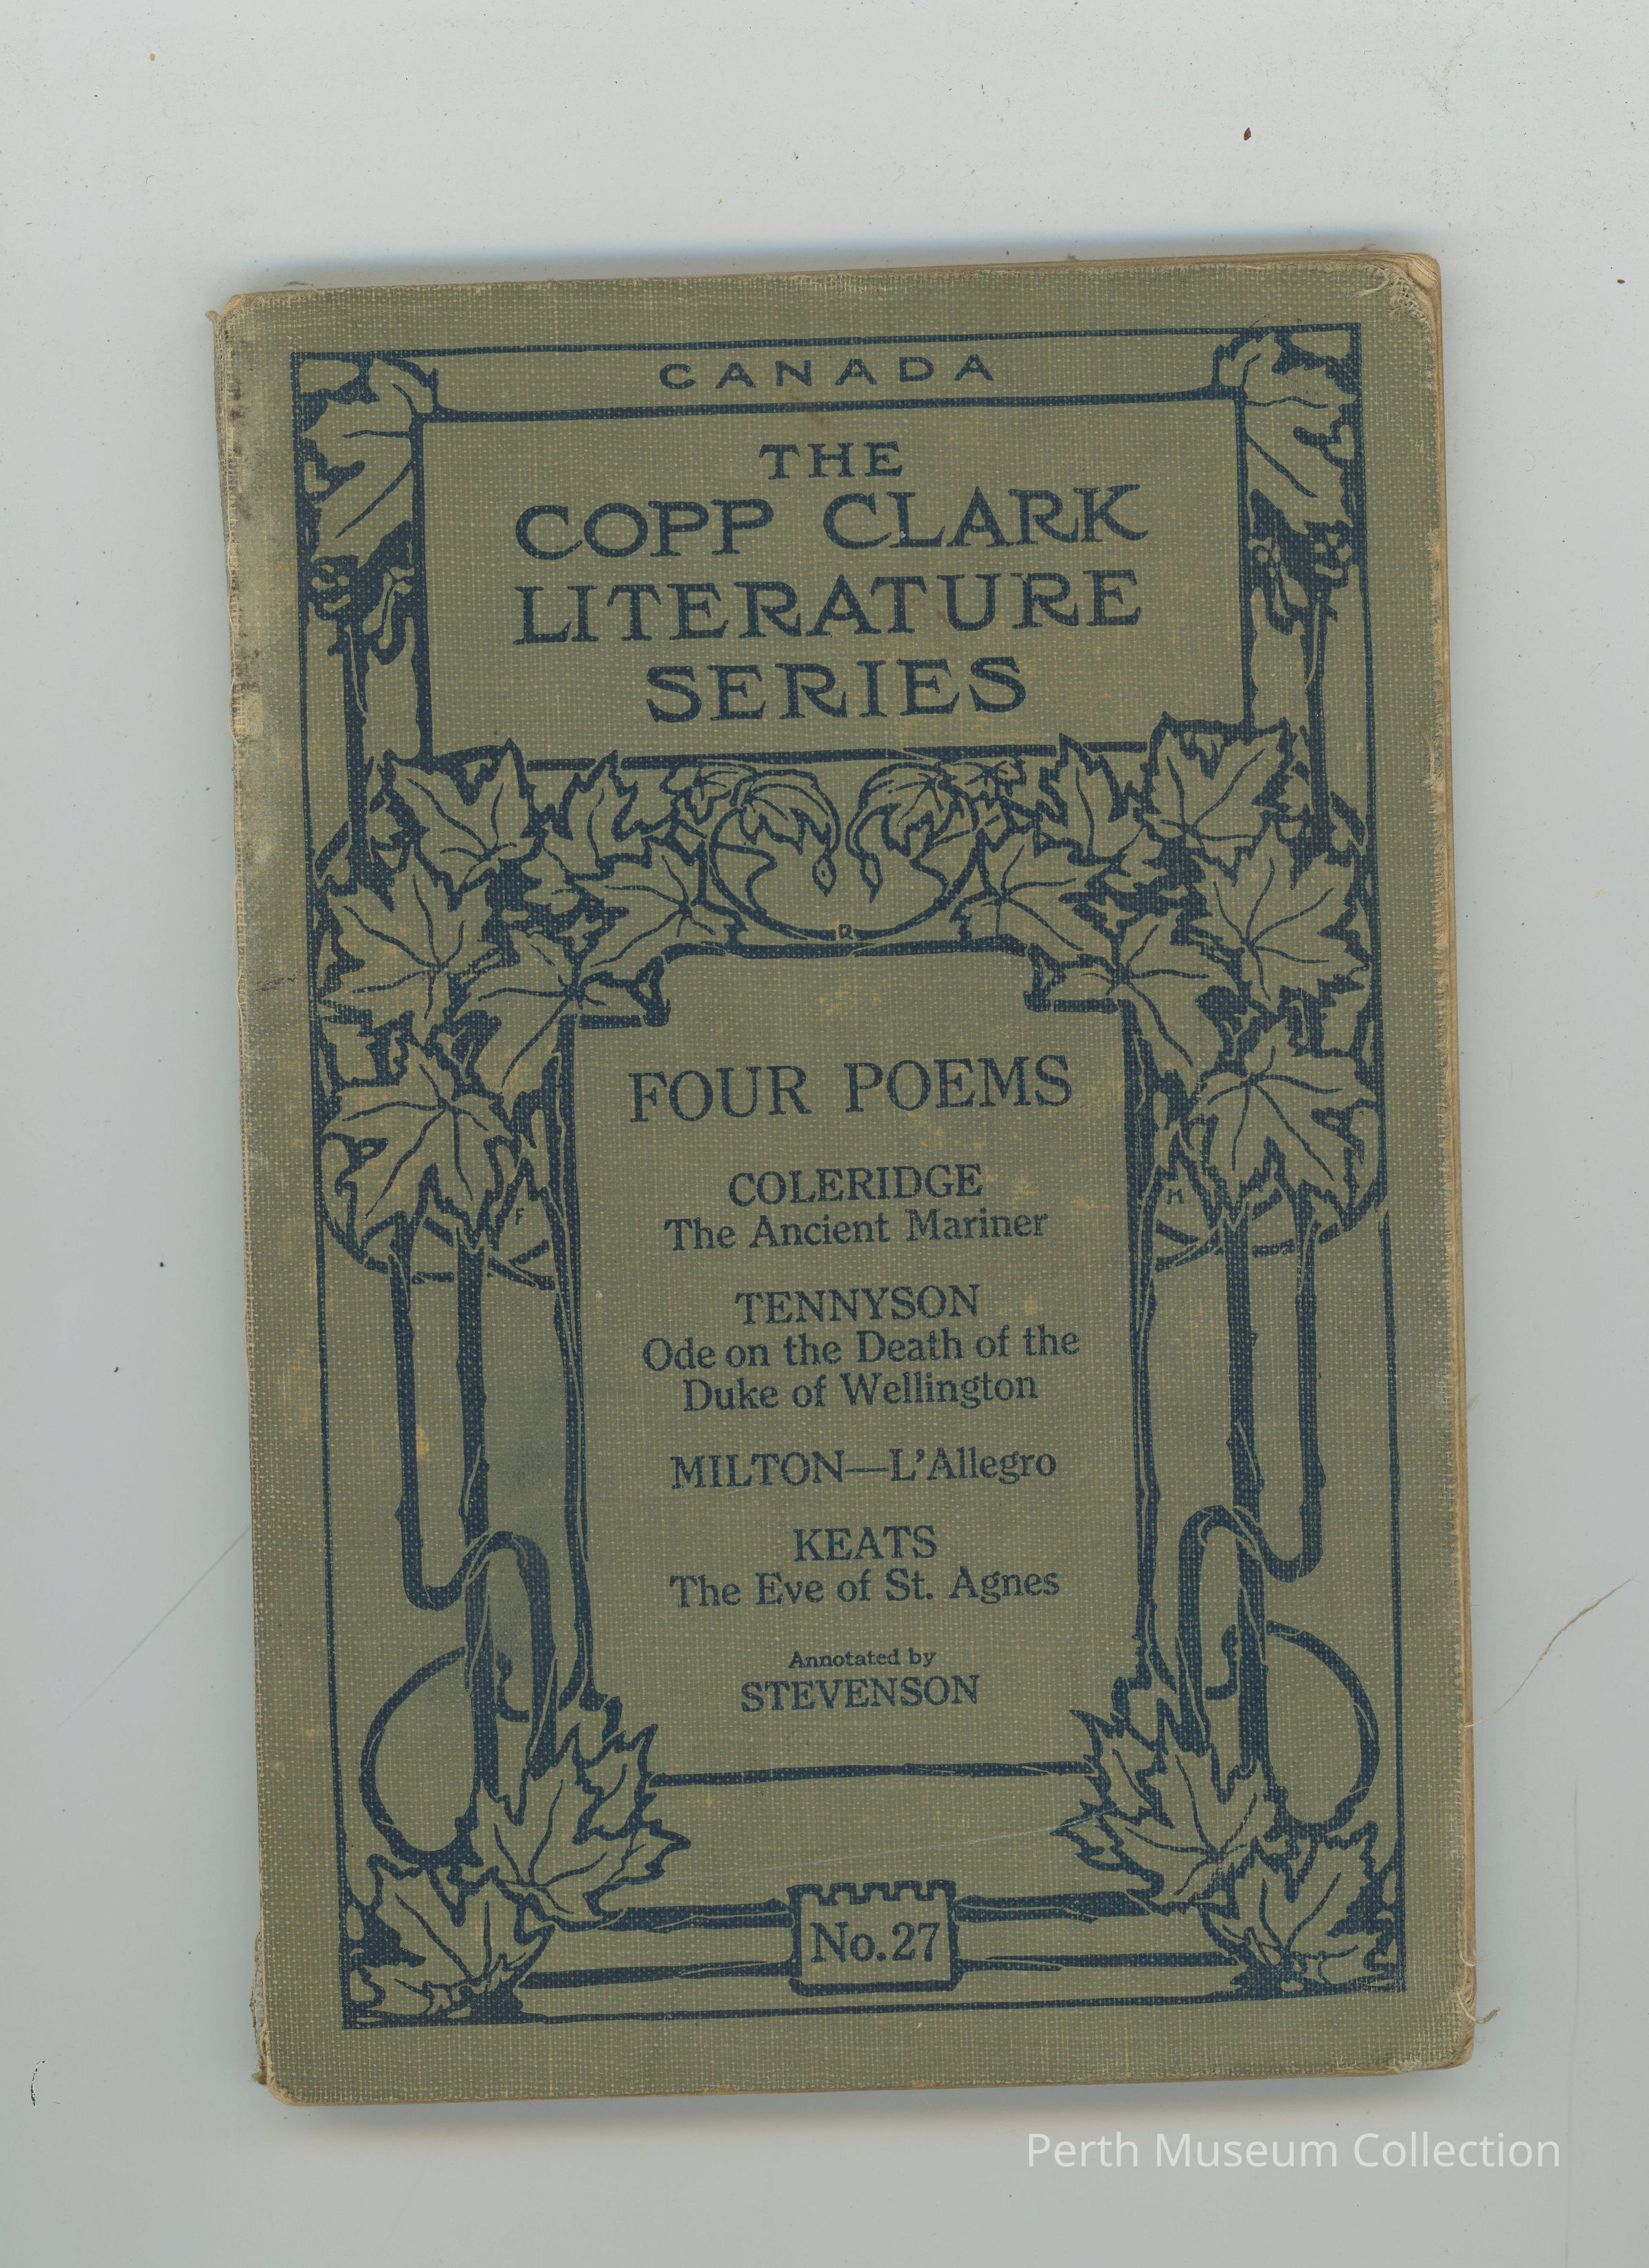 CANADA
THE
COPP CLARK
LITERATURE
SERIES
R
FOUR POEMS
COLERIDGE
The Ancient Mariner
F
M
TENNYSON
Ode on the Death of the
Duke of Wellington
MILTON—L'Allegro
KEATS
The Eve of St. Agnes
Annotated by
STEVENSON
No.27
Perth Museum Collection